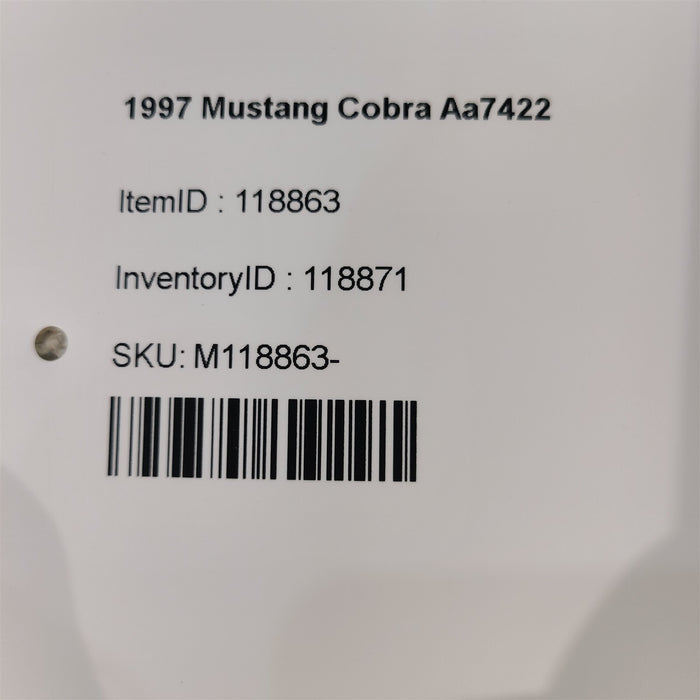 1997 Mustang Cobra Aa7422
ItemID : 118863
InventoryID : 118871
SKU: M118863-